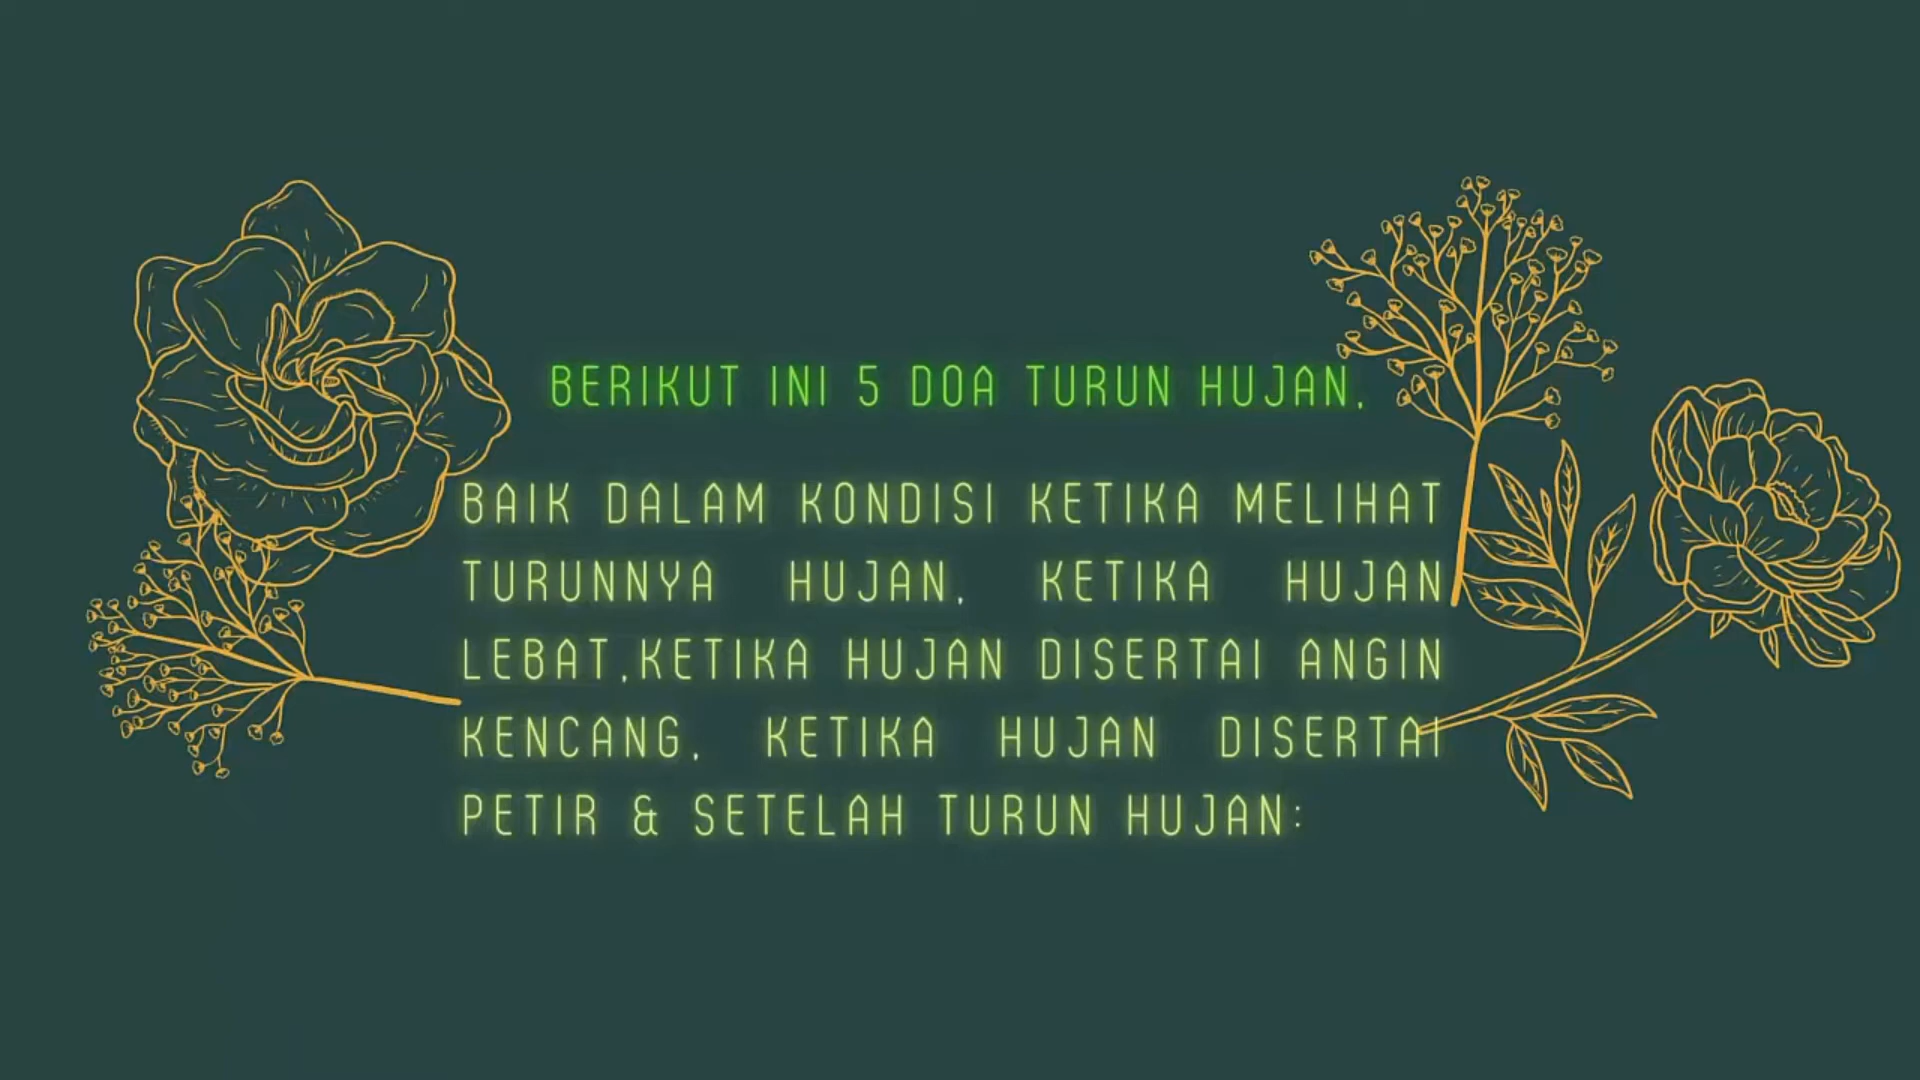 BERIKUT INI 5 DOA TURUN HUJAN,
BAIK DALAM KONDISI KETIKA MELIHAT
TURUNNYA HUJAN, KETIKA HUJAN
LEBAT,KETIKA HUJAN DISERTAI ANGIN
KENCANG, KETIKA HUJAN DISERTAI
PETIR & SETELAH TURUN HUJAN: